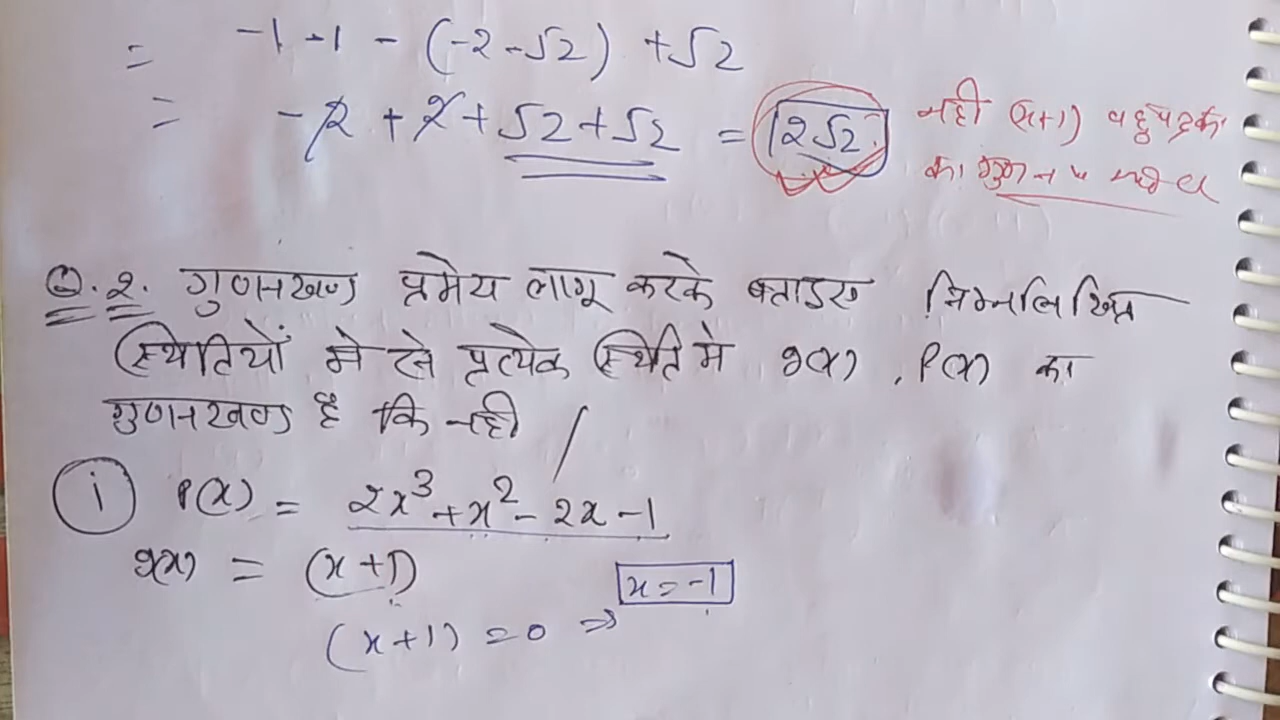 = -1 -1 - (-2-√2) +√2
= -2 + 2 + √2 + √2 = 2√2 नही (x+1) बहुपद का
का नही
Q.2. गुणनखण्ड प्रमेय लागू करके बताइए निम्नलिखित
स्थितियों मे से प्रत्येक स्थिति मे g(x), P(x) का
गुणनखण्ड है कि नही /
(i) P(x) = 2x³+x²-2x-1
g(x) = (x+1)
(x+1) = 0 ⇒ x = -1